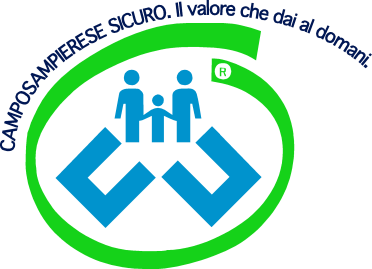 CAMPOSAMPIERESE SICURO. Il valore che dai al domani.
®